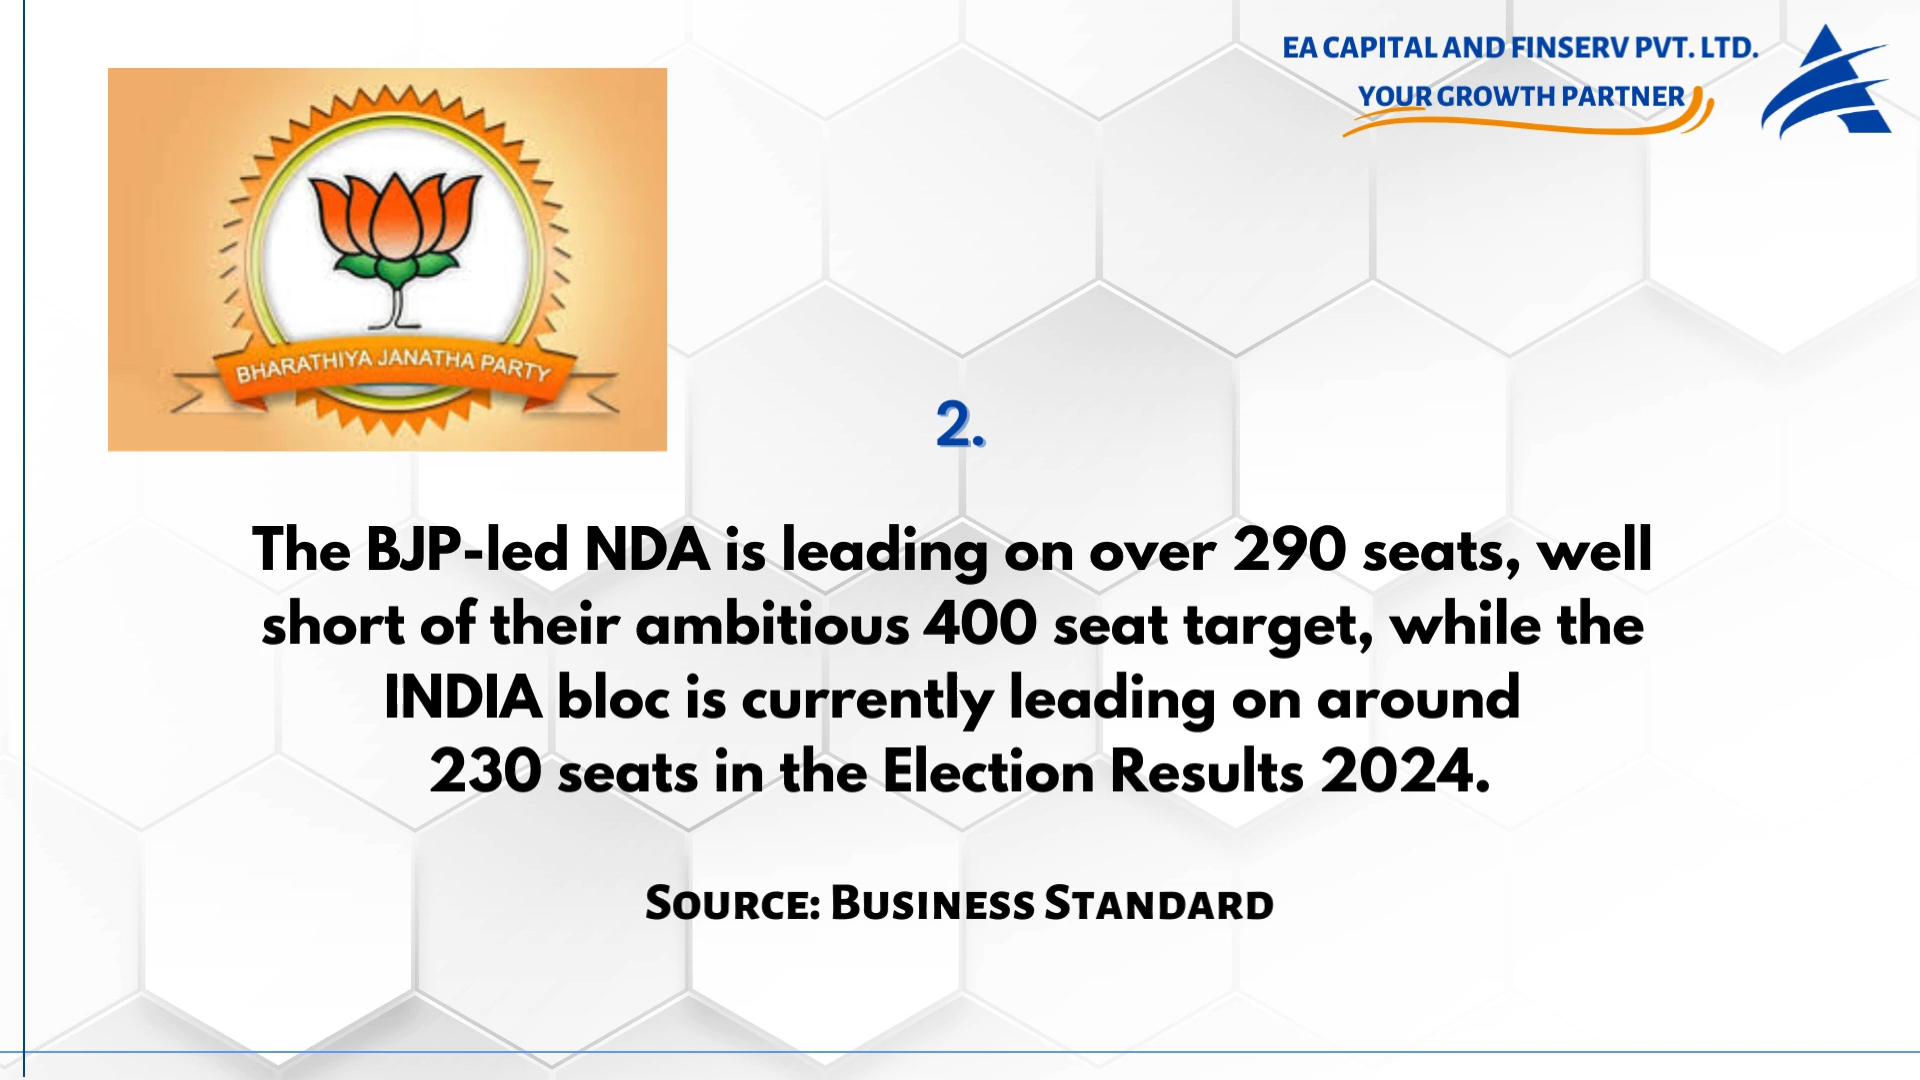 EA CAPITAL AND FINSERV PVT. LTD.
YOUR GROWTH PARTNER
BHARATHIYA JANATHA PARTY
2.
The BJP-led NDA is leading on over 290 seats, well
short of their ambitious 400 seat target, while the
INDIA bloc is currently leading on around
230 seats in the Election Results 2024.
Source: Business Standard